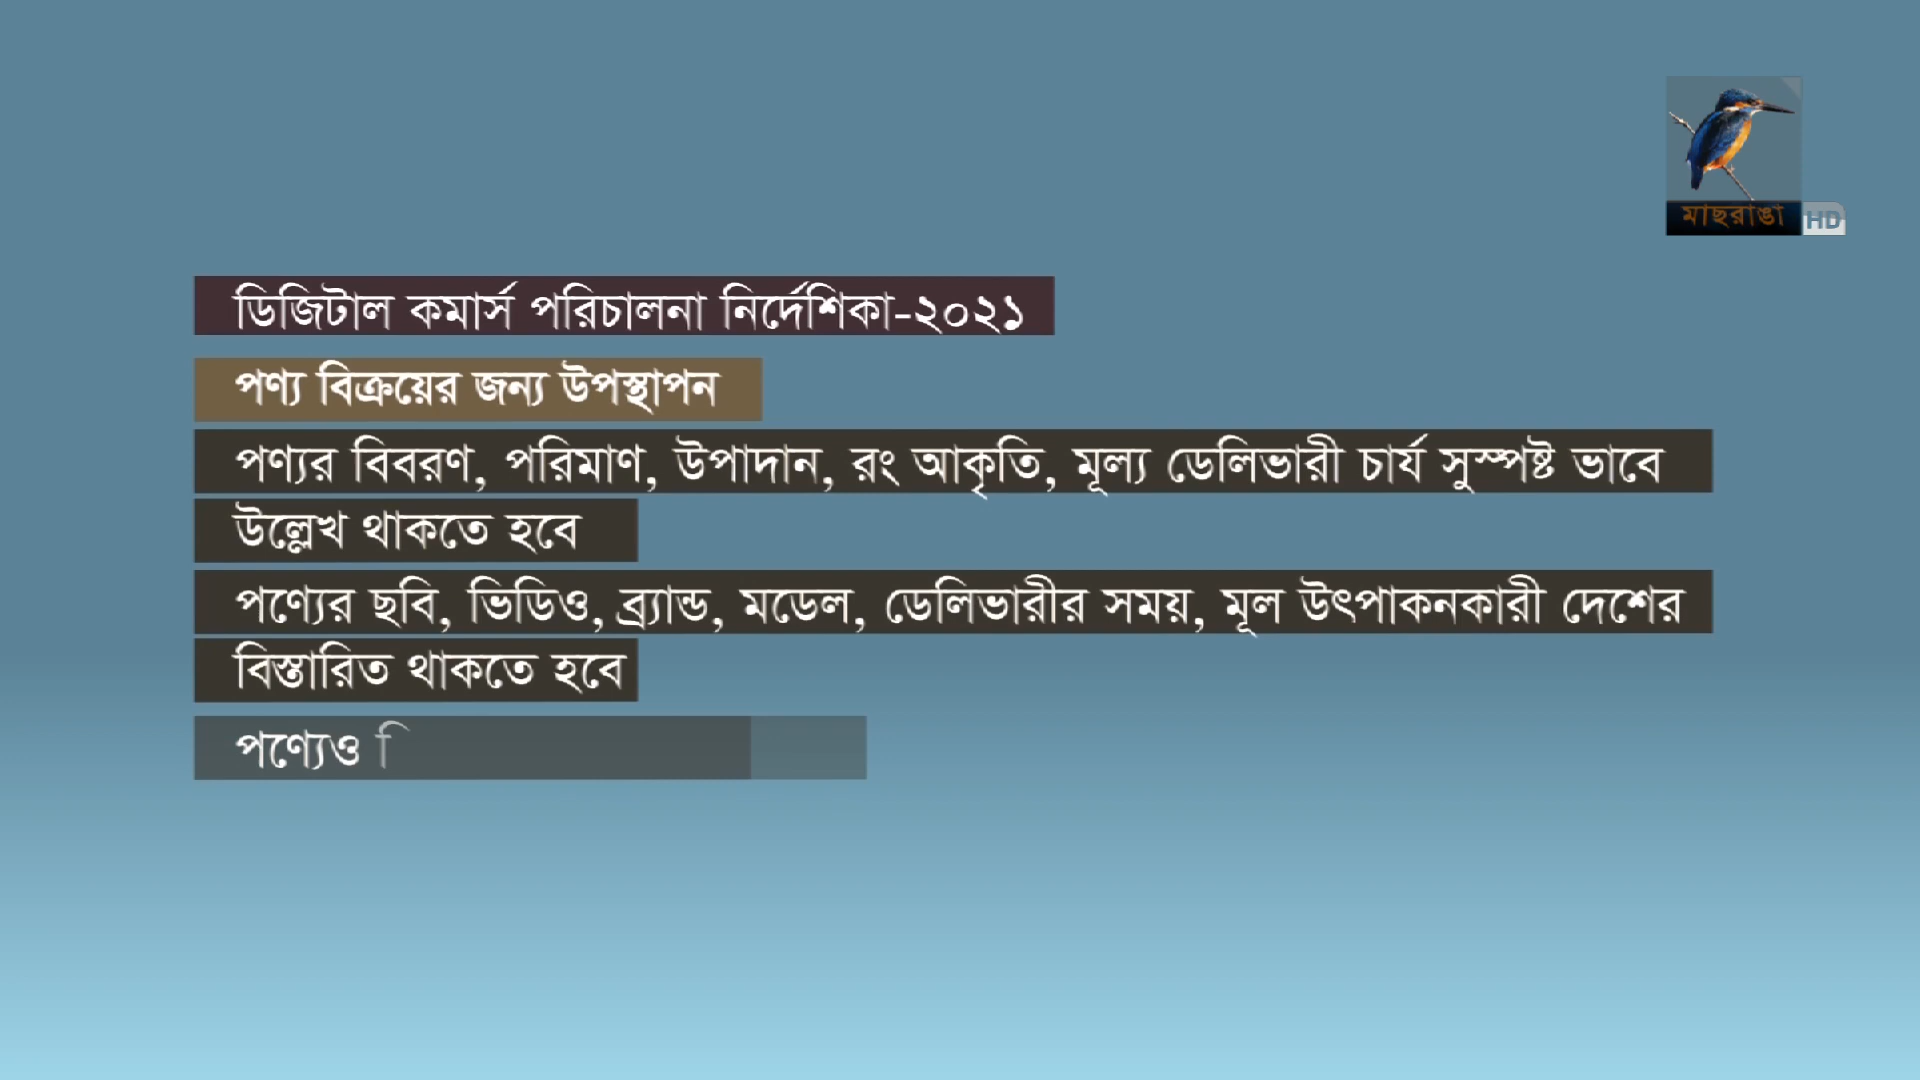 মাছরাঙা HD
ডিজিটাল কমার্স পরিচালনা নির্দেশিকা-২০২১
পণ্য বিক্রয়ের জন্য উপস্থাপন
পণ্যর বিবরণ, পরিমাণ, উপাদান, রং আকৃতি, মূল্য ডেলিভারী চার্য সুস্পষ্ট ভাবে
উল্লেখ থাকতে হবে
পণ্যের ছবি, ভিডিও, ব্র্যান্ড, মডেল, ডেলিভারীর সময়, মূল উৎপাকনকারী দেশের
বিস্তারিত থাকতে হবে
পণ্যেও